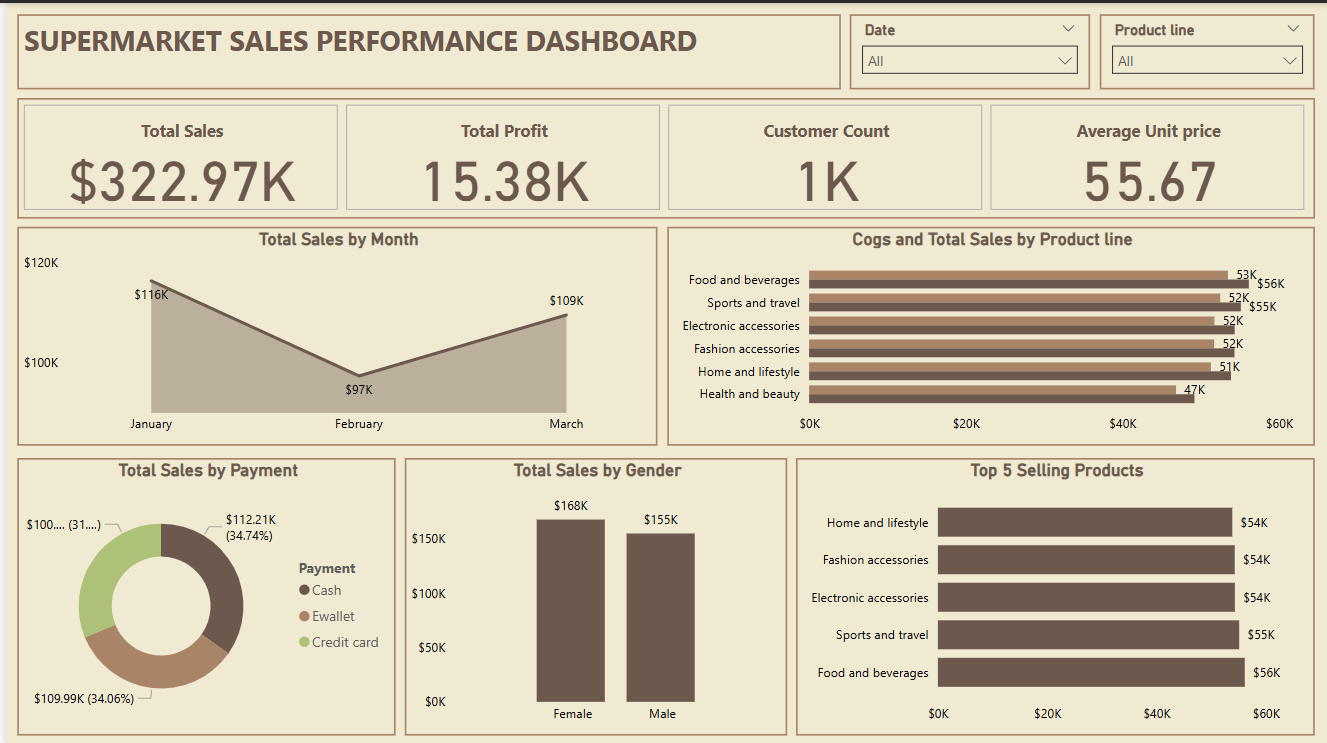 SUPERMARKET SALES PERFORMANCE DASHBOARD
Date
All
Product line
All
Total Sales
$322.97K
Total Profit
15.38K
Customer Count
1K
Average Unit price
55.67
Total Sales by Month
$120K
$100K
$116K
$97K
$109K
January
February
March
Cogs and Total Sales by Product line
Food and beverages
53K
$56K
Sports and travel
52K
$55K
Electronic accessories
52K
Fashion accessories
52K
Home and lifestyle
51K
Health and beauty
47K
$0K
$20K
$40K
$60K
Total Sales by Payment
$100.... (31....)
$112.21K
(34.74%)
$109.99K (34.06%)
Payment
Cash
Ewallet
Credit card
Total Sales by Gender
$150K
$100K
$50K
$0K
$168K
$155K
Female
Male
Top 5 Selling Products
Home and lifestyle
$54K
Fashion accessories
$54K
Electronic accessories
$54K
Sports and travel
$55K
Food and beverages
$56K
$0K
$20K
$40K
$60K